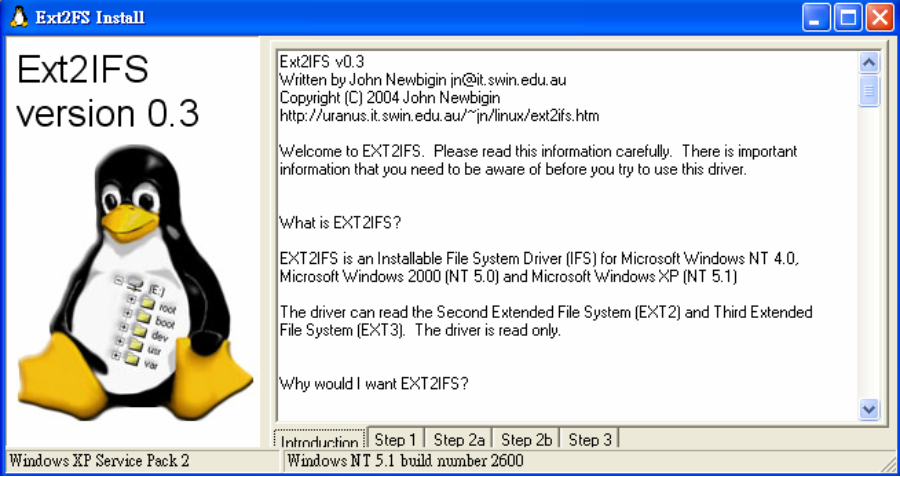 Ext2FS Install
Ext2IFS
version 0.3
(E:)
root
boot
dev
usr
var
Ext2IFS v0.3
Written by John Newbigin jn@it.swin.edu.au
Copyright (C) 2004 John Newbigin
http://uranus.it.swin.edu.au/~jn/linux/ext2ifs.htm
Welcome to EXT2IFS.  Please read this information carefully.  There is important
information that you need to be aware of before you try to use this driver.
What is EXT2IFS?
EXT2IFS is an Installable File System Driver (IFS) for Microsoft Windows NT 4.0,
Microsoft Windows 2000 (NT 5.0) and Microsoft Windows XP (NT 5.1)
The driver can read the Second Extended File System (EXT2) and Third Extended
File System (EXT3).  The driver is read only.
Why would I want EXT2IFS?
Introduction Step 1 Step 2a Step 2b Step 3
Windows XP Service Pack 2 Windows NT 5.1 build number 2600